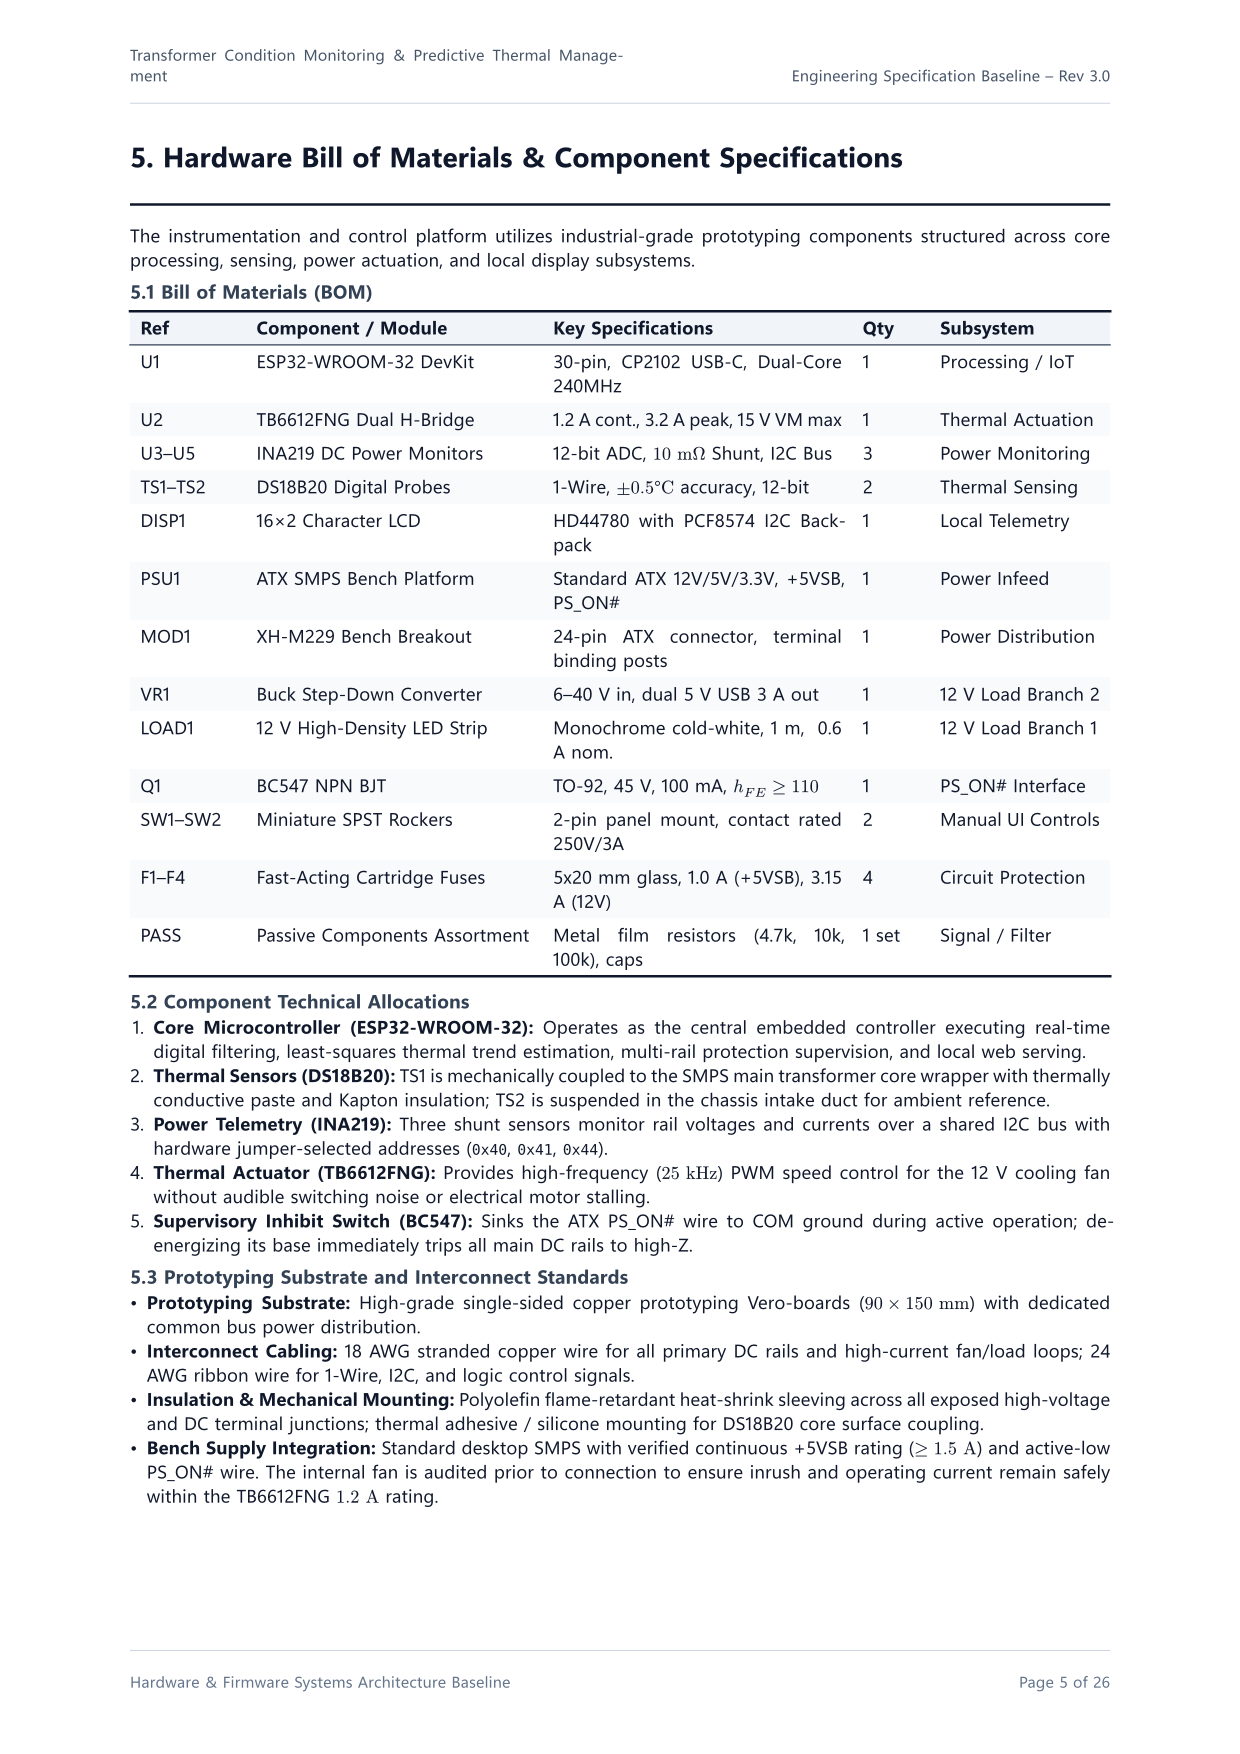 Transformer Condition Monitoring & Predictive Thermal Manage-
ment
Engineering Specification Baseline – Rev 3.0
5. Hardware Bill of Materials & Component Specifications
The instrumentation and control platform utilizes industrial-grade prototyping components structured across core
processing, sensing, power actuation, and local display subsystems.
5.1 Bill of Materials (BOM)
Ref Component / Module Key Specifications Qty Subsystem
U1 ESP32-WROOM-32 DevKit 30-pin, CP2102 USB-C, Dual-Core 1 Processing / IoT
240MHz
U2 TB6612FNG Dual H-Bridge 1.2 A cont., 3.2 A peak, 15 V VM max 1 Thermal Actuation
U3–U5 INA219 DC Power Monitors 12-bit ADC, 10 mΩ Shunt, I2C Bus 3 Power Monitoring
TS1–TS2 DS18B20 Digital Probes 1-Wire, ±0.5°C accuracy, 12-bit 2 Thermal Sensing
DISP1 16×2 Character LCD HD44780 with PCF8574 I2C Back- 1 Local Telemetry
pack
PSU1 ATX SMPS Bench Platform Standard ATX 12V/5V/3.3V, +5VSB, 1 Power Infeed
PS_ON#
MOD1 XH-M229 Bench Breakout 24-pin ATX connector, terminal 1 Power Distribution
binding posts
VR1 Buck Step-Down Converter 6–40 V in, dual 5 V USB 3 A out 1 12 V Load Branch 2
LOAD1 12 V High-Density LED Strip Monochrome cold-white, 1 m, 0.6 1 12 V Load Branch 1
A nom.
Q1 BC547 NPN BJT TO-92, 45 V, 100 mA, h_FE ≥ 110 1 PS_ON# Interface
SW1–SW2 Miniature SPST Rockers 2-pin panel mount, contact rated 2 Manual UI Controls
250V/3A
F1–F4 Fast-Acting Cartridge Fuses 5x20 mm glass, 1.0 A (+5VSB), 3.15 4 Circuit Protection
A (12V)
PASS Passive Components Assortment Metal film resistors (4.7k, 10k, 1 set Signal / Filter
100k), caps
5.2 Component Technical Allocations
1. Core Microcontroller (ESP32-WROOM-32): Operates as the central embedded controller executing real-time
digital filtering, least-squares thermal trend estimation, multi-rail protection supervision, and local web serving.
2. Thermal Sensors (DS18B20): TS1 is mechanically coupled to the SMPS main transformer core wrapper with thermally
conductive paste and Kapton insulation; TS2 is suspended in the chassis intake duct for ambient reference.
3. Power Telemetry (INA219): Three shunt sensors monitor rail voltages and currents over a shared I2C bus with
hardware jumper-selected addresses (0x40, 0x41, 0x44).
4. Thermal Actuator (TB6612FNG): Provides high-frequency (25 kHz) PWM speed control for the 12 V cooling fan
without audible switching noise or electrical motor stalling.
5. Supervisory Inhibit Switch (BC547): Sinks the ATX PS_ON# wire to COM ground during active operation; de-
energizing its base immediately trips all main DC rails to high-Z.
5.3 Prototyping Substrate and Interconnect Standards
• Prototyping Substrate: High-grade single-sided copper prototyping Vero-boards (90 × 150 mm) with dedicated
common bus power distribution.
• Interconnect Cabling: 18 AWG stranded copper wire for all primary DC rails and high-current fan/load loops; 24
AWG ribbon wire for 1-Wire, I2C, and logic control signals.
• Insulation & Mechanical Mounting: Polyolefin flame-retardant heat-shrink sleeving across all exposed high-voltage
and DC terminal junctions; thermal adhesive / silicone mounting for DS18B20 core surface coupling.
• Bench Supply Integration: Standard desktop SMPS with verified continuous +5VSB rating (≥ 1.5 A) and active-low
PS_ON# wire. The internal fan is audited prior to connection to ensure inrush and operating current remain safely
within the TB6612FNG 1.2 A rating.
Hardware & Firmware Systems Architecture Baseline
Page 5 of 26